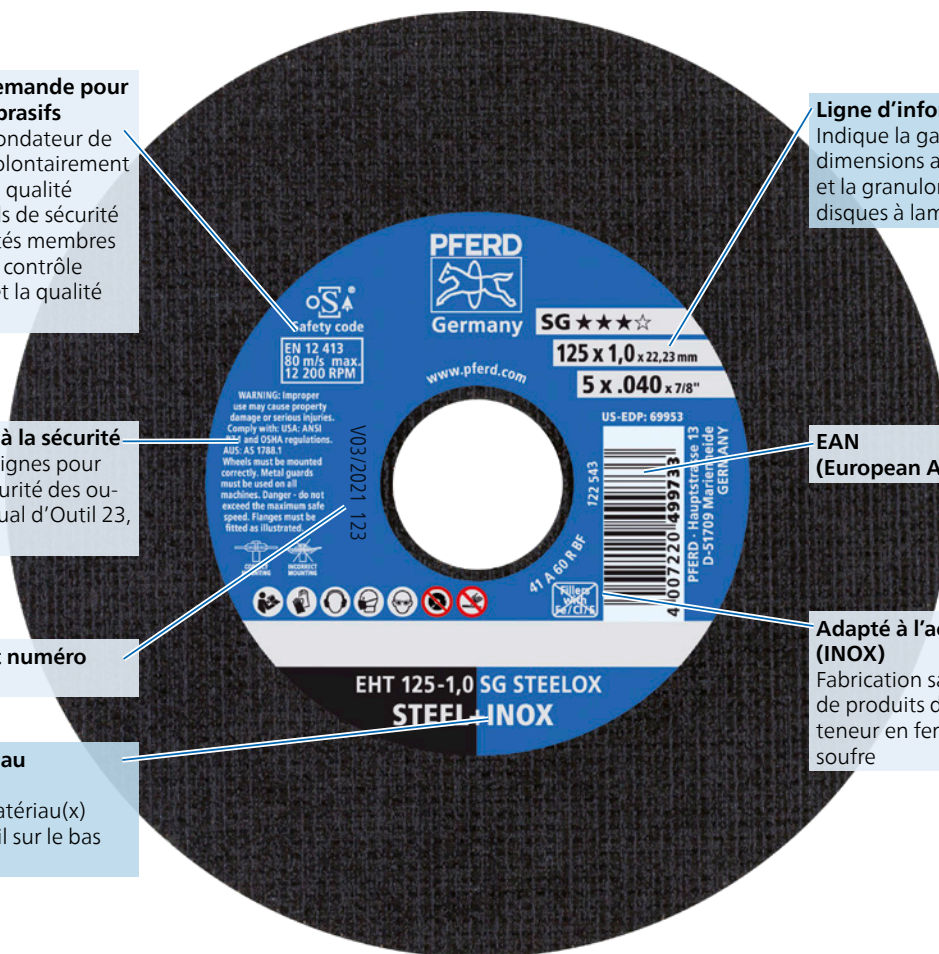 emande pour
brasifs
ondateur de
olontairement
qualité
s de sécurité
tés membres
contrôle
et la qualité
à la sécurité
ignes pour
urité des ou-
ual d'Outil 23,
t numéro
au
atériau(x)
il sur le bas
Ligne d'info
Indique la ga
dimensions a
et la granulo
disques à lam
EAN
(European A
Adapté à l'a
(INOX)
Fabrication sa
de produits d
teneur en fer
soufre
PFERD
Germany
www.pferd.com
oSA®
Safety code
EN 12 413
80 m/s max.
12 200 RPM
WARNING: Improper
use may cause property
damage or serious injuries.
Comply with: USA: ANSI
and OSHA regulations.
AUS: AS 1788.1
Wheels must be mounted
correctly. Metal guards
must be used on all
machines. Danger - do not
exceed the maximum safe
speed. Flanges must be
fitted as illustrated.
CORRECT
MOUNTING
INCORRECT
MOUNTING
V03/2021 123
SG ★★★☆
125 x 1,0 x 22,23 mm
5 x .040 x 7/8"
US-EDP: 69953
122 543
4 007220 499733
PFERD · Hauptstrasse 13
D-51709 Marienheide
GERMANY
41 A 60 R BF
Fillers
with
Fe/Cl/S
EHT 125-1,0 SG STEELOX
STEEL+INOX